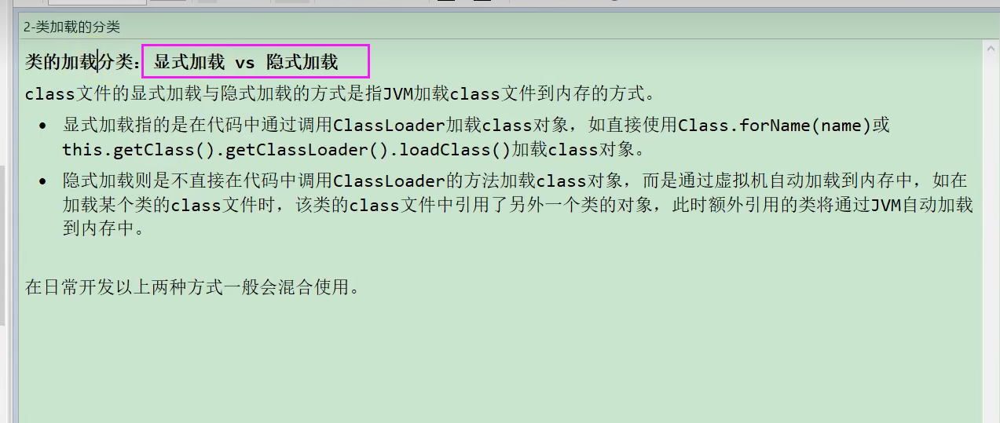 2-类加载的分类
类的加载分类：显式加载 vs 隐式加载
class文件的显式加载与隐式加载的方式是指JVM加载class文件到内存的方式。
• 显式加载指的是在代码中通过调用ClassLoader加载class对象，如直接使用Class.forName(name)或
this.getClass().getClassLoader().loadClass()加载class对象。
• 隐式加载则是不直接在代码中调用ClassLoader的方法加载class对象，而是通过虚拟机自动加载到内存中，如在
加载某个类的class文件时，该类的class文件中引用了另外一个类的对象，此时额外引用的类将通过JVM自动加载
到内存中。
在日常开发以上两种方式一般会混合使用。